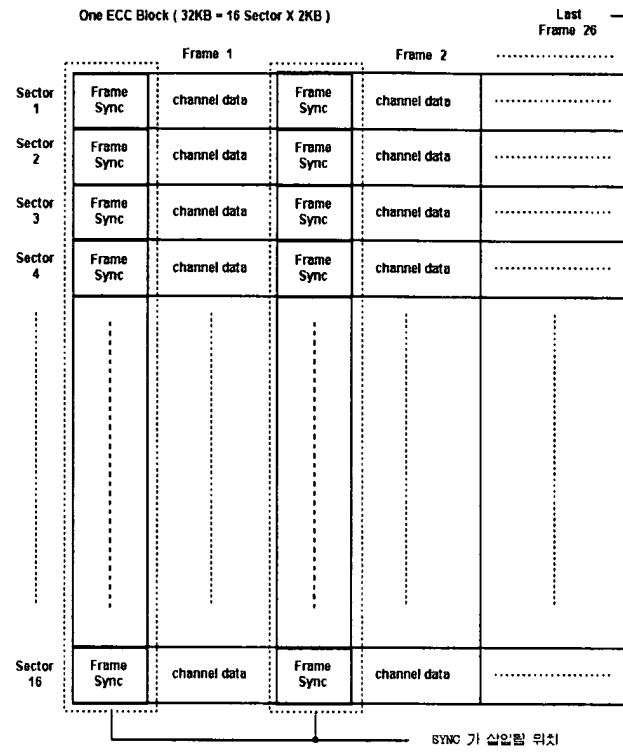 One ECC Block ( 32KB = 16 Sector X 2KB )
Last
Frame 26
Frame 1
Frame 2
Sector
1
Frame
Sync
channel data
Frame
Sync
channel data
Sector
2
Frame
Sync
channel data
Frame
Sync
channel data
Sector
3
Frame
Sync
channel data
Frame
Sync
channel data
Sector
4
Frame
Sync
channel data
Frame
Sync
channel data
Sector
16
Frame
Sync
channel data
Frame
Sync
channel data
SYNC 가 삽입될 위치